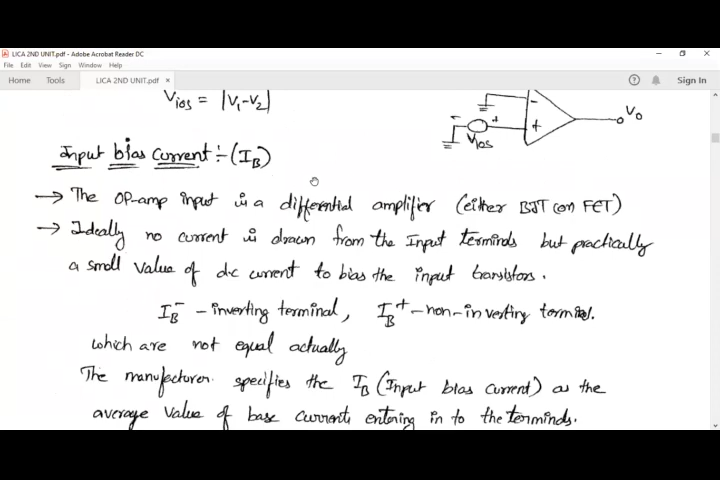 LICA 2ND UNIT.pdf - Adobe Acrobat Reader DC
File Edit View Sign Window Help
Home Tools LICA 2ND UNIT.pdf × Sign In
Vios = |V1-V2|
- + Vios + Vo
Input bias current ÷ (IB)
→ The OP-amp input is a differential amplifier (either BJT (or) FET)
→ Ideally no current is drawn from the Input terminals but practically
a small value of d.c current to bias the input transistors.
IB⁻ - inverting terminal, IB⁺ - non-inverting terminal.
which are not equal actually
The manufacturer specifies the IB (Input bias current) as the
average value of base currents entering in to the terminals.